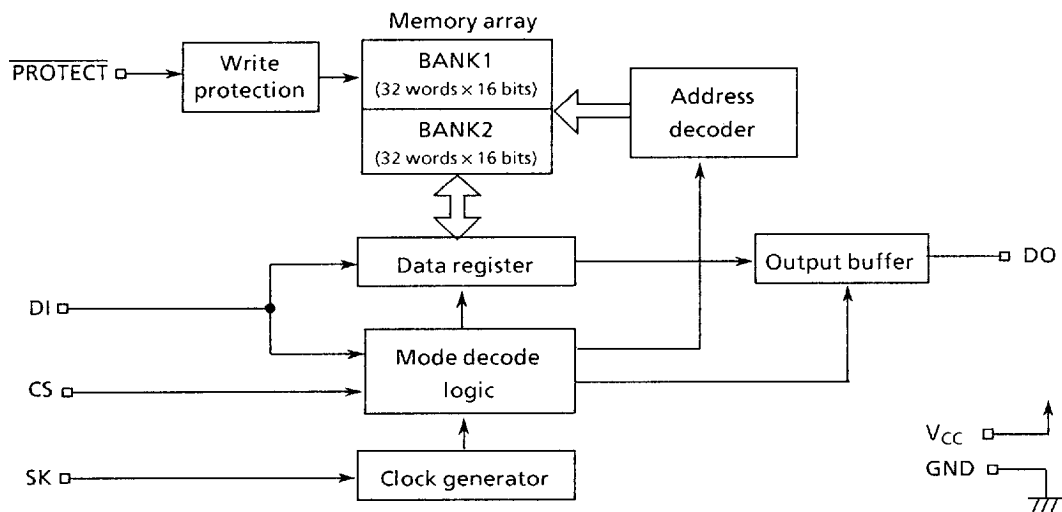 Memory array
PROTECT
Write
protection
BANK1
(32 words × 16 bits)
BANK2
(32 words × 16 bits)
Address
decoder
Data register
Output buffer
DO
DI
Mode decode
logic
CS
SK
Clock generator
VCC
GND